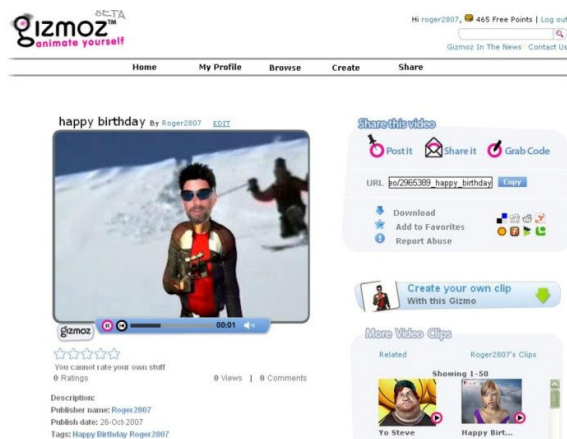 BETA
gizmoz™
animate yourself
Hi roger2807, 465 Free Points | Log out
Gizmoz In The News Contact Us
Home My Profile Browse Create Share
happy birthday By Roger2807 EDIT
Share this video
Post it Share it Grab Code
URL eo/2965389_happy_birthday Copy
Download
Add to Favorites
Report Abuse
Create your own clip
With this Gizmo
gizmoz 00:01
More Video Clips
You cannot rate your own stuff
0 Ratings 0 Views | 0 Comments
Related Roger2807's Clips
Showing 1-50
Description:
Publisher name: Roger2807
Publish date: 26-Oct-2007
Tags: Happy Birthday Roger2807
Yo Steve Happy Birt...